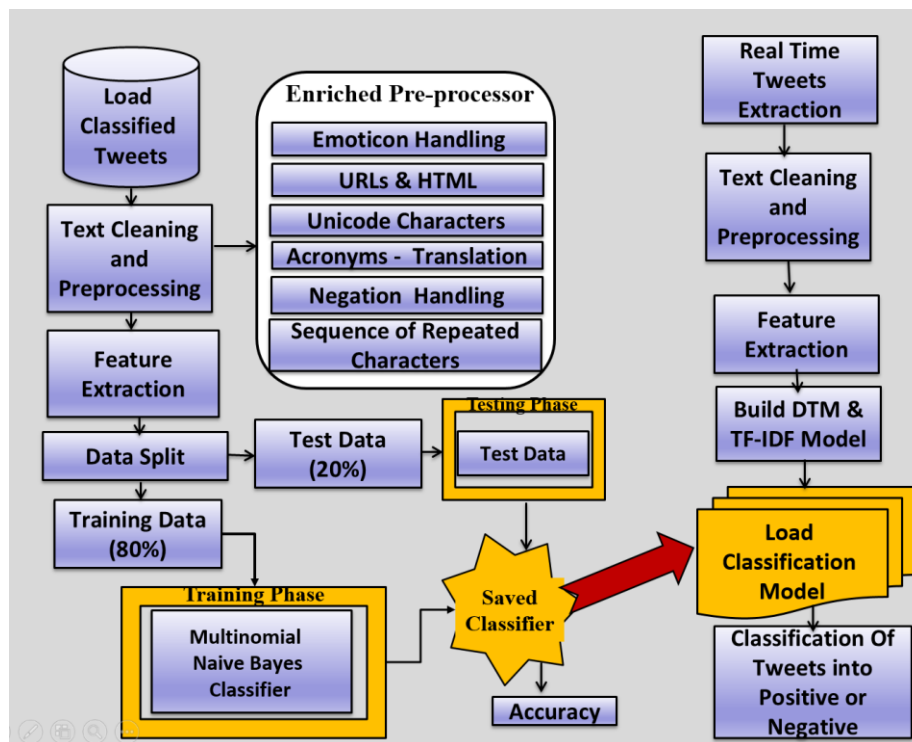 Load
Classified
Tweets
Text Cleaning
and
Preprocessing
Feature
Extraction
Data Split
Training Data
(80%)
Enriched Pre-processor
Emoticon Handling
URLs & HTML
Unicode Characters
Acronyms - Translation
Negation Handling
Sequence of Repeated
Characters
Test Data
(20%)
Testing Phase
Test Data
Training Phase
Multinomial
Naive Bayes
Classifier
Saved
Classifier
Accuracy
Real Time
Tweets
Extraction
Text Cleaning
and
Preprocessing
Feature
Extraction
Build DTM &
TF-IDF Model
Load
Classification
Model
Classification Of
Tweets into
Positive or
Negative